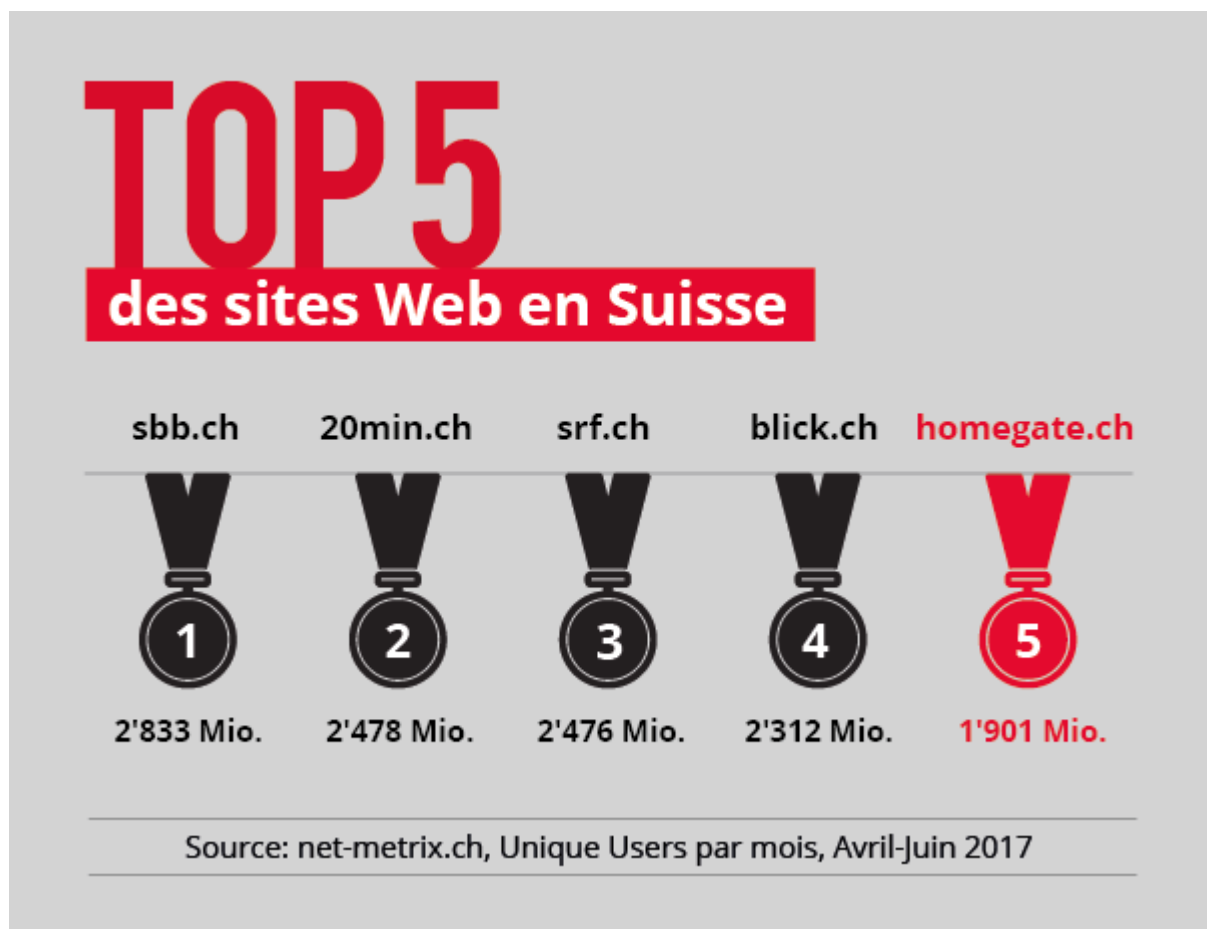 TOP 5
des sites Web en Suisse
sbb.ch 20min.ch srf.ch blick.ch homegate.ch
1 2 3 4 5
2'833 Mio. 2'478 Mio. 2'476 Mio. 2'312 Mio. 1'901 Mio.
Source: net-metrix.ch, Unique Users par mois, Avril-Juin 2017